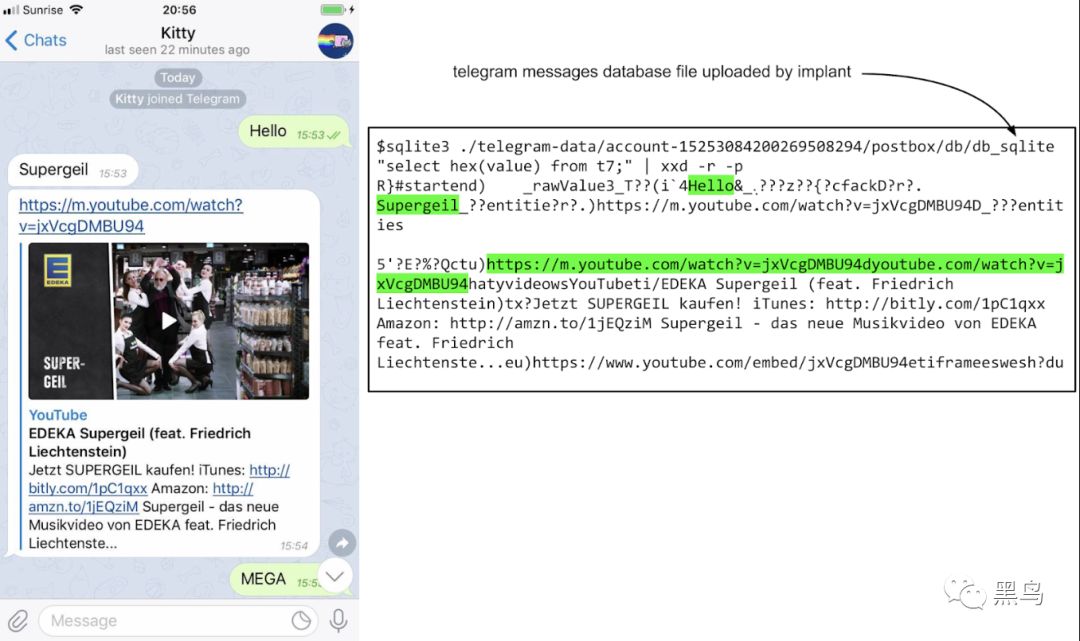 Sunrise
20:56
Chats
Kitty
last seen 22 minutes ago
Today
Kitty joined Telegram
Hello 15:53
Supergeil 15:53
https://m.youtube.com/watch?
v=jxVcgDMBU94
E
EDEKA
SUPER-
GEIL
YouTube
EDEKA Supergeil (feat. Friedrich
Liechtenstein)
Jetzt SUPERGEIL kaufen! iTunes: http://
bitly.com/1pC1qxx Amazon: http://
amzn.to/1jEQziM Supergeil - das neue
Musikvideo von EDEKA feat. Friedrich
Liechtenste...
15:54
MEGA
Message
telegram messages database file uploaded by implant
$sqlite3 ./telegram-data/account-15253084200269508294/postbox/db/db_sqlite
"select hex(value) from t7;" | xxd -r -p
R}#startend) _rawValue3_T??(i`4Hello&_.???z??{?cfackD?r?.
Supergeil_??entitie?r?.)https://m.youtube.com/watch?v=jxVcgDMBU94D_???entit
ies
5'?E?%?Qctu)https://m.youtube.com/watch?v=jxVcgDMBU94dyoutube.com/watch?v=j
xVcgDMBU94hatyvideowsYouTubeti/EDEKA Supergeil (feat. Friedrich
Liechtenstein)tx?Jetzt SUPERGEIL kaufen! iTunes: http://bitly.com/1pC1qxx
Amazon: http://amzn.to/1jEQziM Supergeil - das neue Musikvideo von EDEKA
feat. Friedrich
Liechtenste...eu)https://www.youtube.com/embed/jxVcgDMBU94etiframeeswesh?du
黑鸟